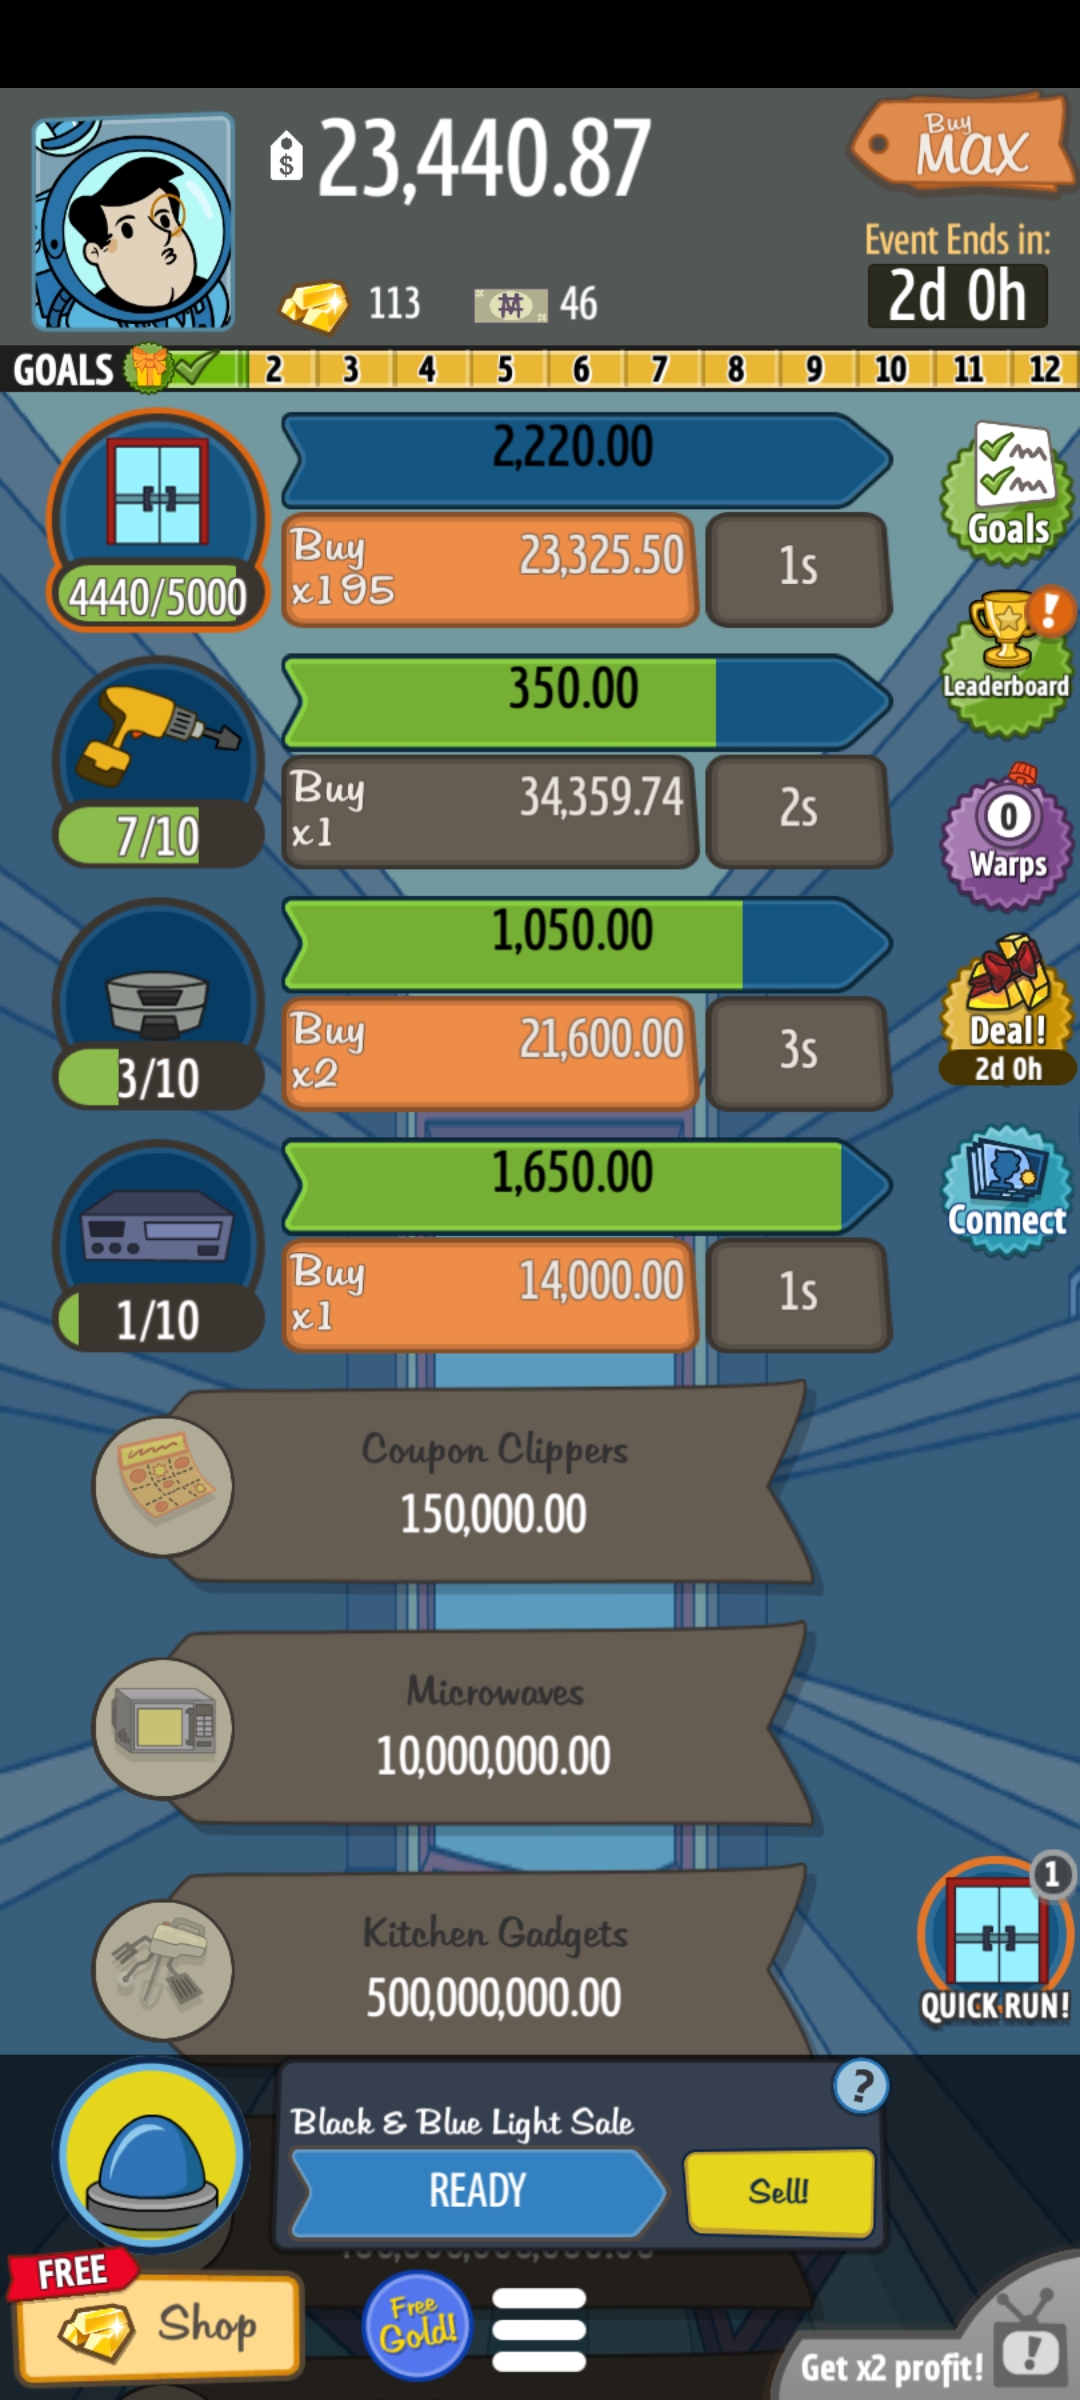 $ 23,440.87
Buy
MAX
113
46
Event Ends in:
2d 0h
GOALS 2 3 4 5 6 7 8 9 10 11 12
2,220.00
Buy
x195
23,325.50
1s
4440/5000
Goals
350.00
Buy
x1
34,359.74
2s
7/10
!
Leaderboard
1,050.00
Buy
x2
21,600.00
3s
3/10
0
Warps
1,650.00
Buy
x1
14,000.00
1s
1/10
Deal!
2d 0h
Connect
Coupon Clippers
150,000.00
Microwaves
10,000,000.00
Kitchen Gadgets
500,000,000.00
1
QUICK RUN!
?
Black & Blue Light Sale
READY
Sell!
FREE
Shop
Free
Gold!
Get x2 profit!
!